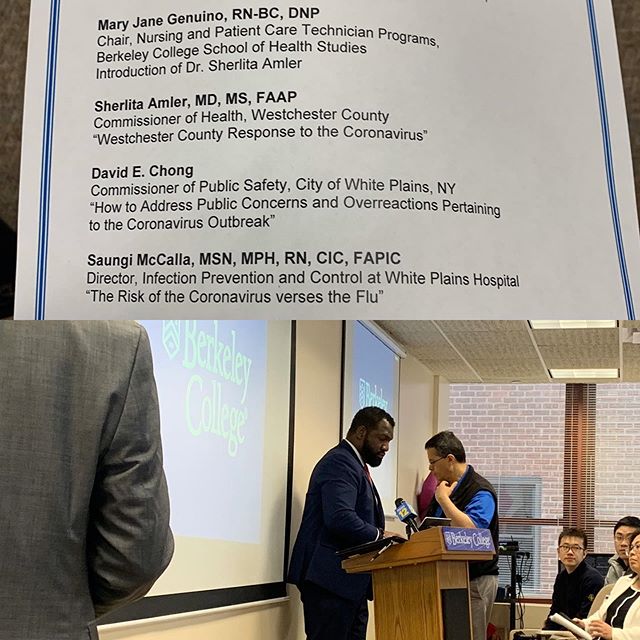 Mary Jane Genuino, RN-BC, DNP
Chair, Nursing and Patient Care Technician Programs,
Berkeley College School of Health Studies
Introduction of Dr. Sherlita Amler
Sherlita Amler, MD, MS, FAAP
Commissioner of Health, Westchester County
“Westchester County Response to the Coronavirus”
David E. Chong
Commissioner of Public Safety, City of White Plains, NY
“How to Address Public Concerns and Overreactions Pertaining
to the Coronavirus Outbreak”
Saungi McCalla, MSN, MPH, RN, CIC, FAPIC
Director, Infection Prevention and Control at White Plains Hospital
“The Risk of the Coronavirus verses the Flu”
Berkeley
College
Berkeley
College
Berkeley College